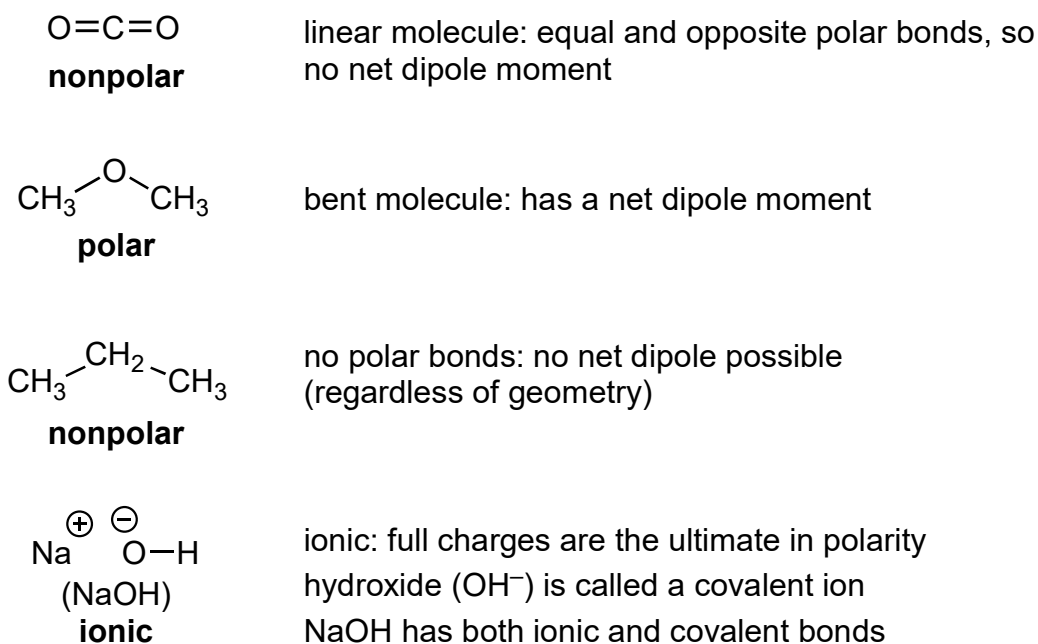 O=C=O
nonpolar
linear molecule: equal and opposite polar bonds, so
no net dipole moment
O
CH₃ CH₃
polar
bent molecule: has a net dipole moment
CH₂
CH₃ CH₃
nonpolar
no polar bonds: no net dipole possible
(regardless of geometry)
⊕ ⊖
Na O–H
(NaOH)
ionic
ionic: full charges are the ultimate in polarity
hydroxide (OH⁻) is called a covalent ion
NaOH has both ionic and covalent bonds